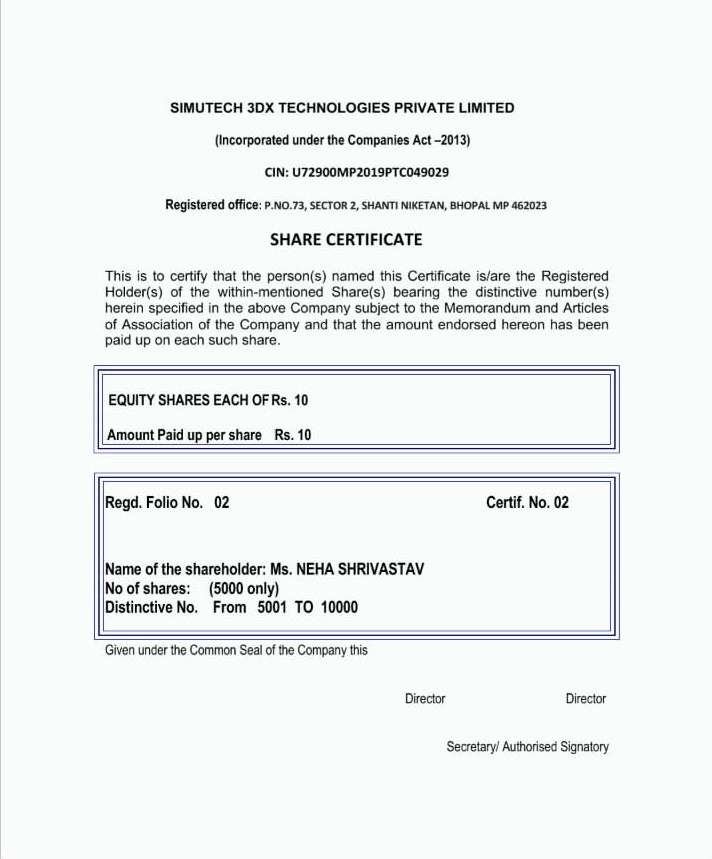 SIMUTECH 3DX TECHNOLOGIES PRIVATE LIMITED
(Incorporated under the Companies Act –2013)
CIN: U72900MP2019PTC049029
Registered office: P.NO.73, SECTOR 2, SHANTI NIKETAN, BHOPAL MP 462023
SHARE CERTIFICATE
This is to certify that the person(s) named this Certificate is/are the Registered
Holder(s) of the within-mentioned Share(s) bearing the distinctive number(s)
herein specified in the above Company subject to the Memorandum and Articles
of Association of the Company and that the amount endorsed hereon has been
paid up on each such share.
EQUITY SHARES EACH OF Rs. 10
Amount Paid up per share Rs. 10
Regd. Folio No. 02 Certif. No. 02
Name of the shareholder: Ms. NEHA SHRIVASTAV
No of shares: (5000 only)
Distinctive No. From 5001 TO 10000
Given under the Common Seal of the Company this
Director Director
Secretary/ Authorised Signatory